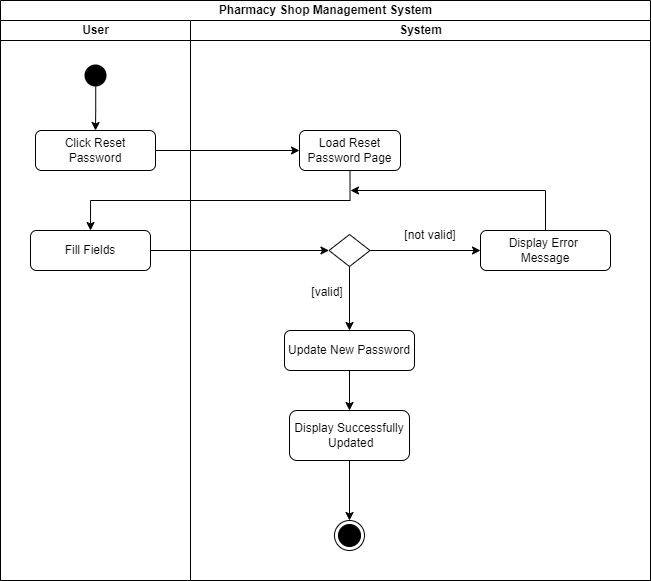 Pharmacy Shop Management System
User
System
Click Reset
Password
Load Reset
Password Page
Fill Fields
[not valid]
Display Error
Message
[valid]
Update New Password
Display Successfully
Updated